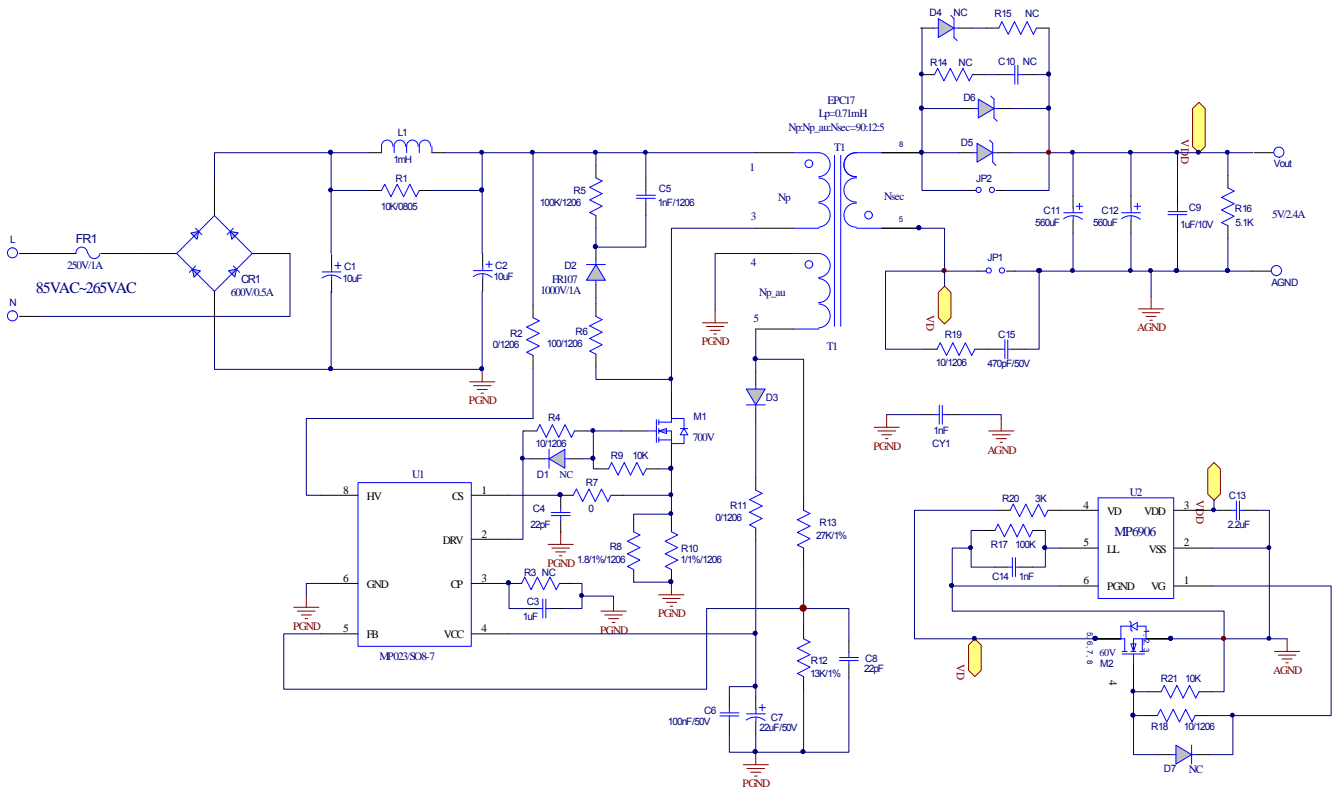 D4 NC
R15 NC
R14 NC
C10 NC
D6
D5
JP2
EPC17
Lp=0.71mH
Np:Np_au:Nsec=90:12:5
T1
1
3
Np
8
5
Nsec
4
Np_au
5
T1
PGND
L1
1mH
R1
10K/0805
L
N
FR1
250V/1A
85VAC~265VAC
CR1
600V/0.5A
C1
10uF
C2
10uF
PGND
R2
0/1206
R5
100K/1206
C5
1nF/1206
D2
FR107
1000V/1A
R6
100/1206
VDD
Vout
C11
560uF
C12
560uF
C9
1uF/10V
R16
5.1K
5V/2.4A
JP1
AGND
VD
AGND
R19
10/1206
C15
470pF/50V
PGND
1nF
CY1
AGND
M1
700V
R4
10/1206
D1 NC
R9 10K
R7
0
C4
22pF
PGND
R8
1.8/1%/1206
R10
1/1%/1206
PGND
R3 NC
C3
1uF
PGND
U1
8 HV
CS 1
DRV 2
6 GND
CP 3
5 FB
VCC 4
MP023/SO8-7
PGND
D3
R11
0/1206
R13
27K/1%
R12
13K/1%
C8
22pF
C6
100nF/50V
C7
22uF/50V
PGND
U2
MP6906
4 VD
VDD 3
5 LL
VSS 2
6 PGND
VG 1
R20 3K
R17 100K
C14 1nF
VDD
C13
2.2uF
AGND
VD
5,6,7,8
1,2,3
60V
M2
4
R21 10K
R18 10/1206
D7 NC